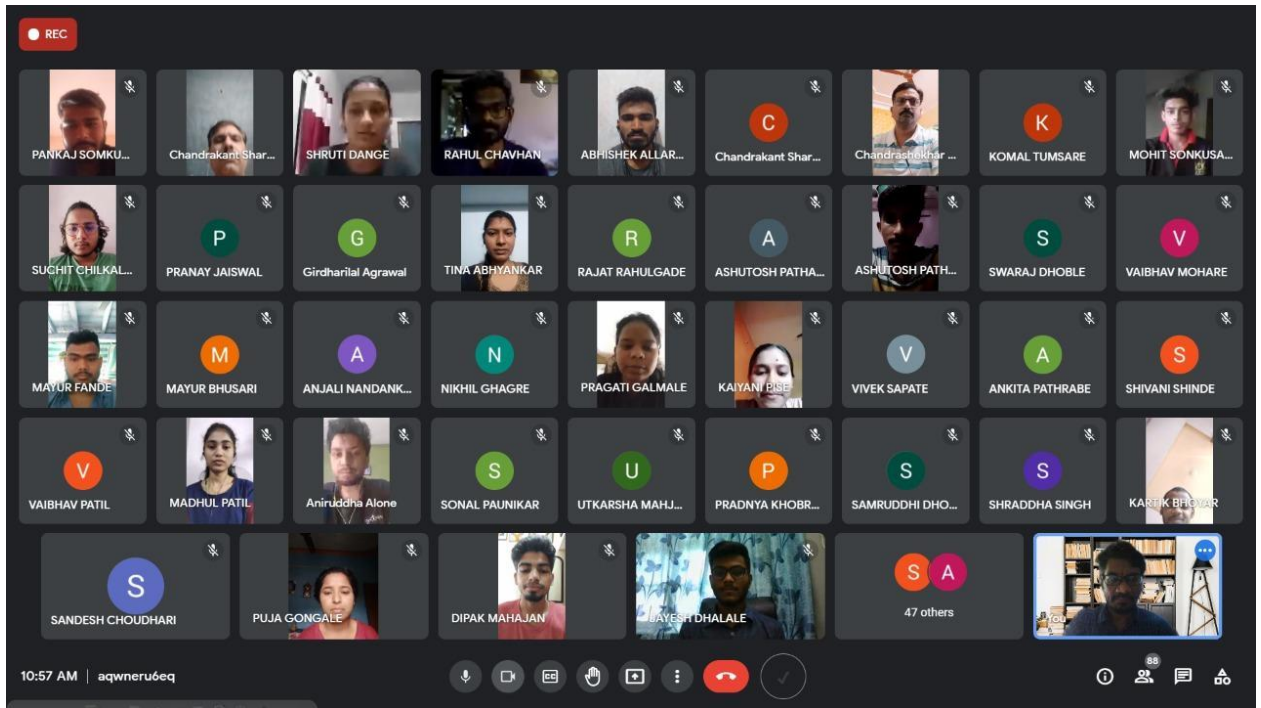 REC
PANKAJ SOMKU...
Chandrakant Shar...
SHRUTI DANGE
RAHUL CHAVHAN
ABHISHEK ALLAR...
C
Chandrakant Shar...
Chandrashekhar ...
K
KOMAL TUMSARE
MOHIT SONKUSA...
SUCHIT CHILKAL...
P
PRANAY JAISWAL
G
Girdharilal Agrawal
TINA ABHYANKAR
R
RAJAT RAHULGADE
A
ASHUTOSH PATHA...
ASHUTOSH PATH...
S
SWARAJ DHOBLE
V
VAIBHAV MOHARE
MAYUR FANDE
M
MAYUR BHUSARI
A
ANJALI NANDANK...
N
NIKHIL GHAGRE
PRAGATI GALMALE
KALYANI PISE
V
VIVEK SAPATE
A
ANKITA PATHRABE
S
SHIVANI SHINDE
V
VAIBHAV PATIL
MADHUL PATIL
Aniruddha Alone
S
SONAL PAUNIKAR
U
UTKARSHA MAHJ...
P
PRADNYA KHOBR...
S
SAMRUDDHI DHO...
S
SHRADDHA SINGH
KARTIK BHOYAR
S
SANDESH CHOUDHARI
PUJA GONGALE
DIPAK MAHAJAN
JAYESH DHALALE
S A
47 others
You
10:57 AM | aqwneru6eq
CC
88